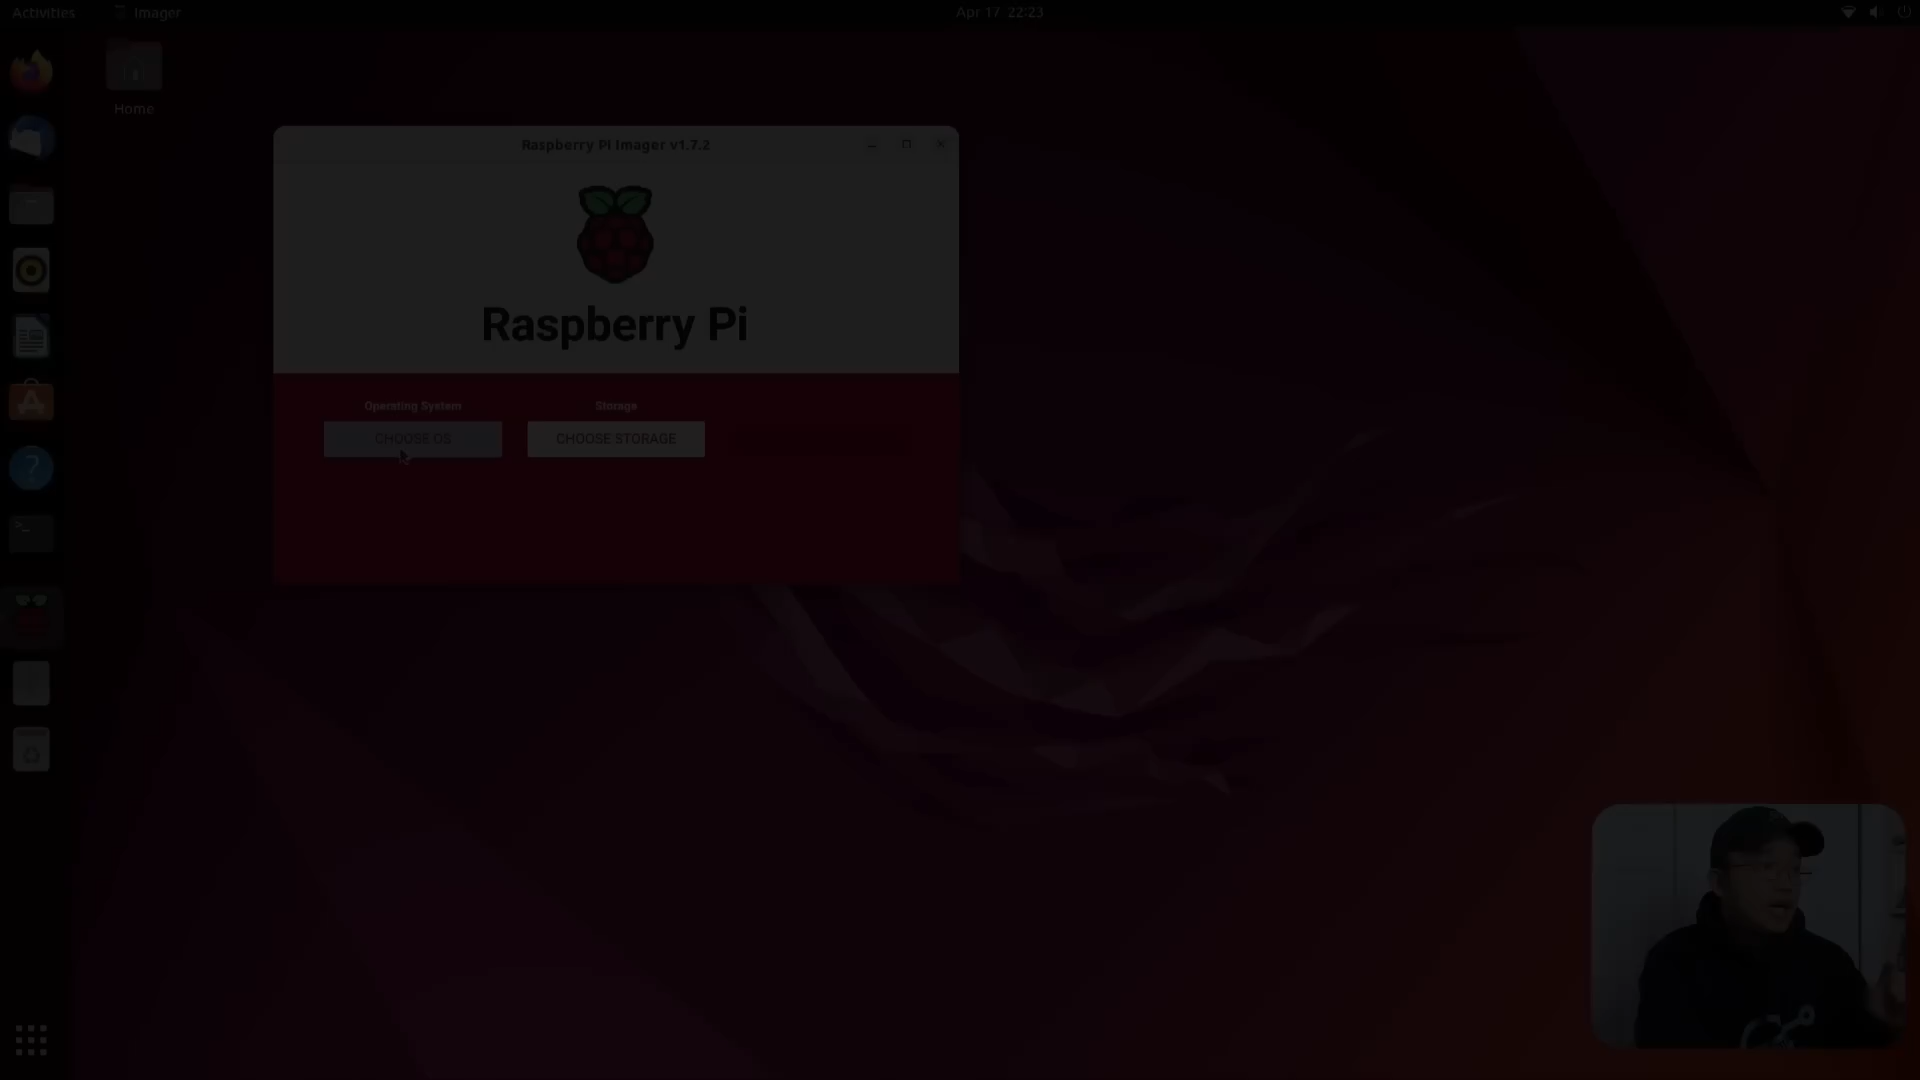 Activities
Imager
Apr 17 22:23
Home
Raspberry Pi Imager v1.7.2
Raspberry Pi
Operating System
Storage
CHOOSE OS
CHOOSE STORAGE